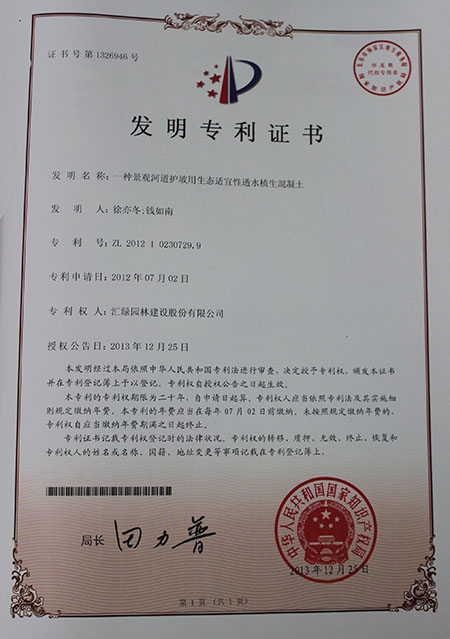 证书号第1326946号
发明专利证书
发 明 名 称：一种景观河道护坡用生态适宜性透水植生混凝土
发 明 人：徐亦冬;钱如南
专 利 号：ZL 2012 1 0230729.9
专利申请日：2012年07月02日
专 利 权 人：汇绿园林建设股份有限公司
授权公告日：2013年12月25日
本发明经过本局依照中华人民共和国专利法进行审查，决定授予专利权，颁发本证书
并在专利登记簿上予以登记。专利权自授权公告之日起生效。
本专利的专利权期限为二十年，自申请日起算。专利权人应当依照专利法及其实施细
则规定缴纳年费。本专利的年费应当在每年07月02日前缴纳。未按照规定缴纳年费的，
专利权自应当缴纳年费期满之日起终止。
专利证书记载专利权登记时的法律状况。专利权的转移、质押、无效、终止、恢复和
专利权人的姓名或名称、国籍、地址变更等事项记载在专利登记簿上。
局长 田力普
中华人民共和国国家知识产权局
2013年12月25日
第1页（共1页）